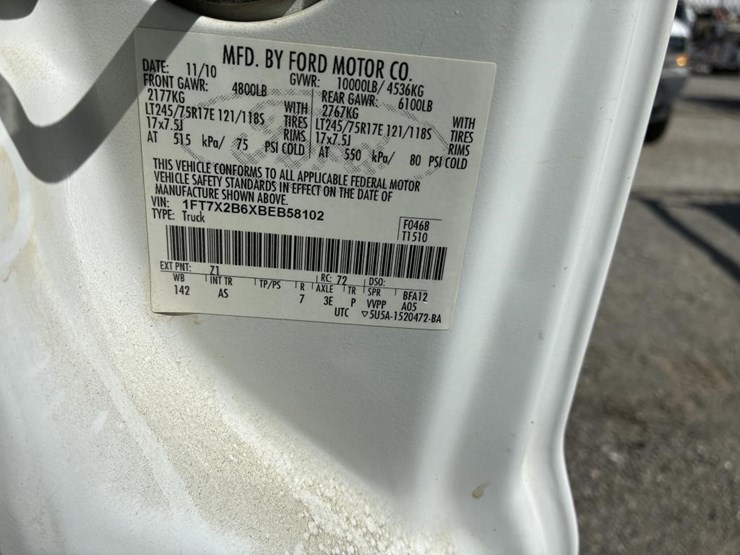 MFD. BY FORD MOTOR CO.
DATE: 11/10 GVWR: 10000LB/ 4536KG
FRONT GAWR: 4800LB REAR GAWR: 6100LB
2177KG WITH 2767KG WITH
LT245/75R17E 121/118S TIRES LT245/75R17E 121/118S TIRES
17x7.5J RIMS 17x7.5J RIMS
AT 515 kPa/ 75 PSI COLD AT 550 kPa/ 80 PSI COLD
THIS VEHICLE CONFORMS TO ALL APPLICABLE FEDERAL MOTOR
VEHICLE SAFETY STANDARDS IN EFFECT ON THE DATE OF
MANUFACTURE SHOWN ABOVE.
VIN: 1FT7X2B6XBEB58102
TYPE: Truck
F0468
T1510
EXT PNT: Z1 RC: 72 DSO:
WB INT TR TP/PS R AXLE TR SPR BFA12
142 AS 7 3E P VVPP A05
UTC ▽5U5A-1520472-BA